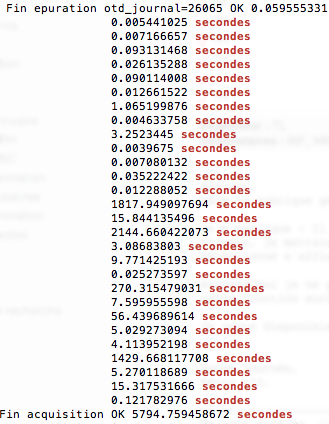 Fin epuration otd_journal=26065 OK 0.059555331
0.005441025 secondes
0.007166657 secondes
0.093131468 secondes
0.026135288 secondes
0.090114008 secondes
0.012661522 secondes
1.065199876 secondes
0.004633758 secondes
3.2523445 secondes
0.0039675 secondes
0.007080132 secondes
0.035222422 secondes
0.012288052 secondes
1817.949097694 secondes
15.844135496 secondes
2144.660422073 secondes
3.08683803 secondes
9.771425193 secondes
0.025273597 secondes
270.315479031 secondes
7.595955598 secondes
56.439689614 secondes
5.029273094 secondes
4.113952198 secondes
1429.668117708 secondes
5.270118689 secondes
15.317531666 secondes
0.121782976 secondes
Fin acquisition OK 5794.759458672 secondes